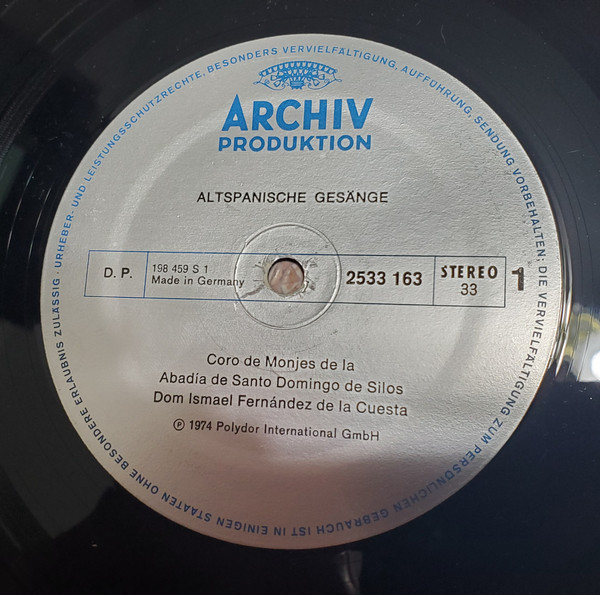 ARCHIV
PRODUKTION
ALTSPANISCHE GESÄNGE
D. P.
198 459 S 1
Made in Germany
2533 163
STEREO
33
1
Coro de Monjes de la
Abadía de Santo Domingo de Silos
Dom Ismael Fernández de la Cuesta
Ⓟ 1974 Polydor International GmbH
URHEBER- UND LEISTUNGSSCHUTZRECHTE, BESONDERS VERVIELFÄLTIGUNG, AUFFÜHRUNG, SENDUNG VORBEHALTEN; DIE VERVIELFÄLTIGUNG ZUM PERSÖNLICHEN GEBRAUCH IST IN EINIGEN STAATEN OHNE BESONDERE ERLAUBNIS ZULÄSSIG ·